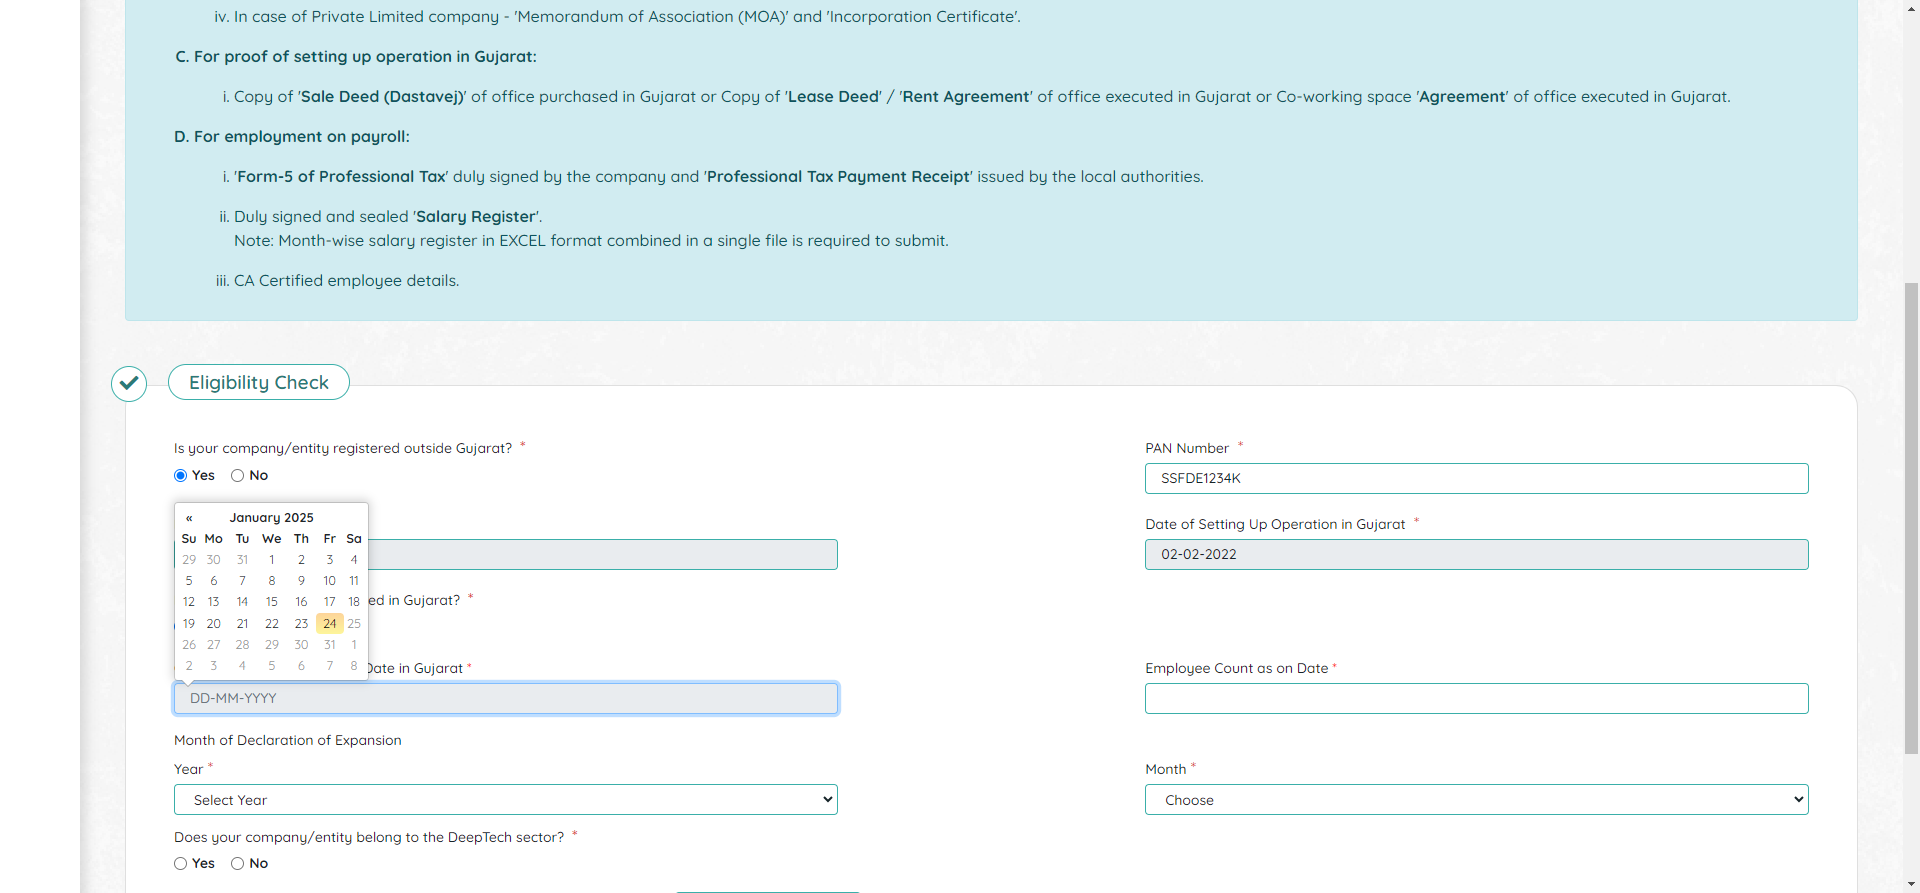 iv. In case of Private Limited company - 'Memorandum of Association (MOA)' and 'Incorporation Certificate'.
C. For proof of setting up operation in Gujarat:
i. Copy of 'Sale Deed (Dastavej)' of office purchased in Gujarat or Copy of 'Lease Deed' / 'Rent Agreement' of office executed in Gujarat or Co-working space 'Agreement' of office executed in Gujarat.
D. For employment on payroll:
i. 'Form-5 of Professional Tax' duly signed by the company and 'Professional Tax Payment Receipt' issued by the local authorities.
ii. Duly signed and sealed 'Salary Register'.
Note: Month-wise salary register in EXCEL format combined in a single file is required to submit.
iii. CA Certified employee details.
Eligibility Check
Is your company/entity registered outside Gujarat? *
Yes No
PAN Number *
SSFDE1234K
« January 2025
Su Mo Tu We Th Fr Sa
29 30 31 1 2 3 4
5 6 7 8 9 10 11
12 13 14 15 16 17 18
19 20 21 22 23 24 25
26 27 28 29 30 31 1
2 3 4 5 6 7 8
Date of Setting Up Operation in Gujarat *
02-02-2022
ed in Gujarat? *
Date in Gujarat *
DD-MM-YYYY
Employee Count as on Date *
Month of Declaration of Expansion
Year *
Select Year
Month *
Choose
Does your company/entity belong to the DeepTech sector? *
Yes No